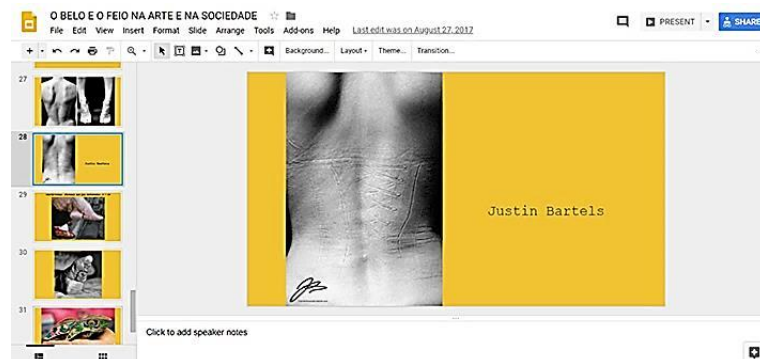 O BELO E O FEIO NA ARTE E NA SOCIEDADE
File Edit View Insert Format Slide Arrange Tools Add-ons Help Last edit was on August 27, 2017
PRESENT
SHARE
Background... Layout Theme... Transition...
27
28
Justin Bartels
29
30
31
Justin Bartels
Click to add speaker notes